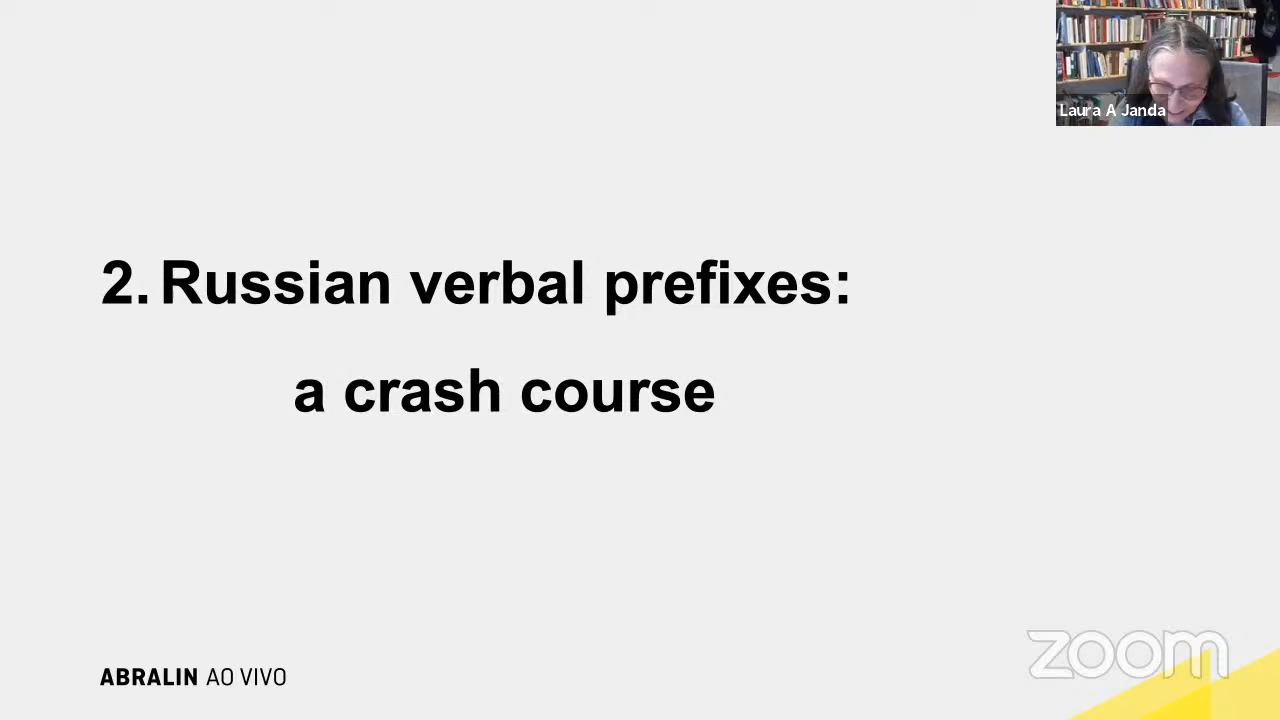 Laura A Janda
2. Russian verbal prefixes:
a crash course
ABRALIN AO VIVO
zoom